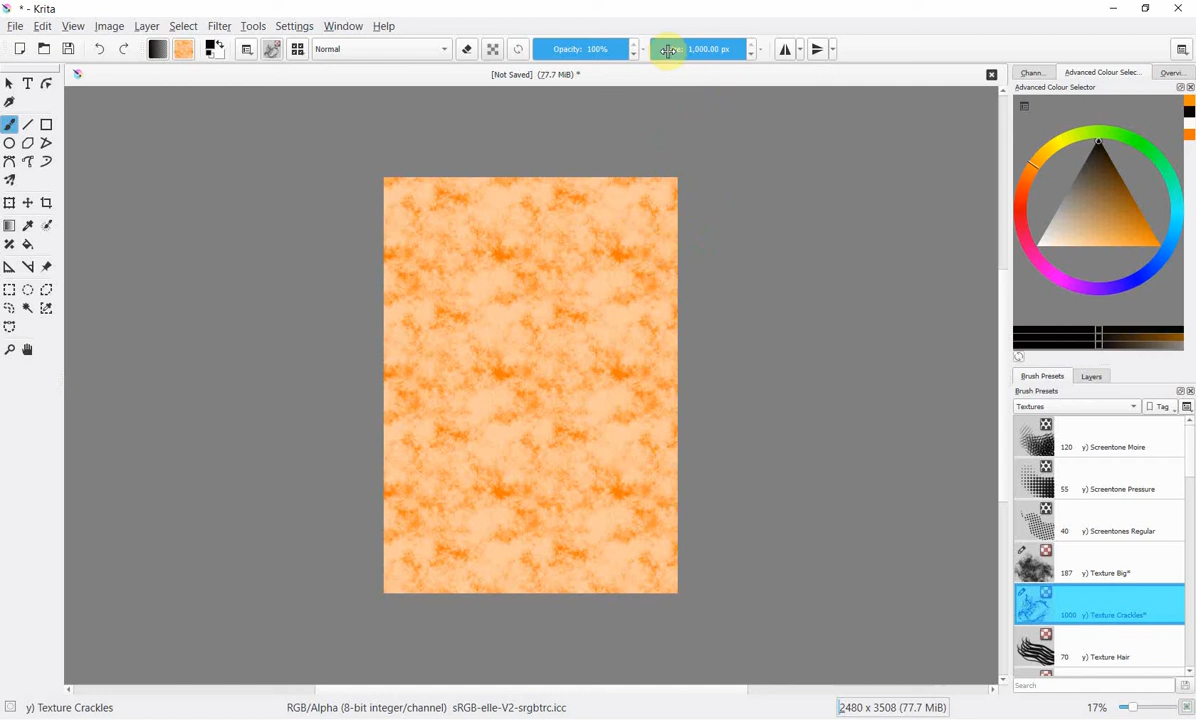 * - Krita
File Edit View Image Layer Select Filter Tools Settings Window Help
Normal
Opacity: 100%
1,000.00 px
[Not Saved] (77.7 MiB) *
Chann...
Advanced Colour Selec...
Overvi...
Advanced Colour Selector
Brush Presets
Layers
Brush Presets
Textures
Tag
120 y) Screentone Moire
55 y) Screentone Pressure
40 y) Screentones Regular
187 y) Texture Big*
1000 y) Texture Crackles*
70 y) Texture Hair
Search
y) Texture Crackles
RGB/Alpha (8-bit integer/channel) sRGB-elle-V2-srgbtrc.icc
2480 x 3508 (77.7 MiB)
17%